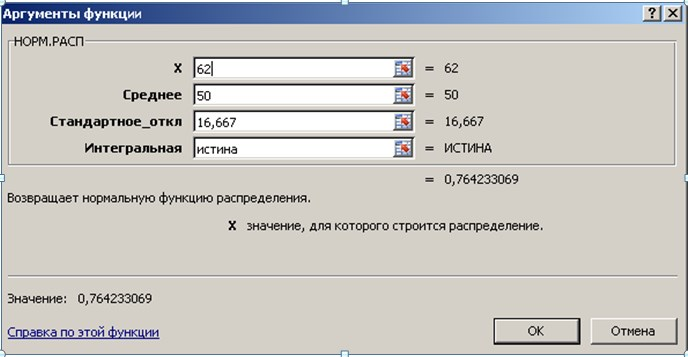 Аргументы функции
НОРМ.РАСП
X 62 = 62
Среднее 50 = 50
Стандартное_откл 16,667 = 16,667
Интегральная истина = ИСТИНА
= 0,764233069
Возвращает нормальную функцию распределения.
X значение, для которого строится распределение.
Значение: 0,764233069
Справка по этой функции
ОК
Отмена